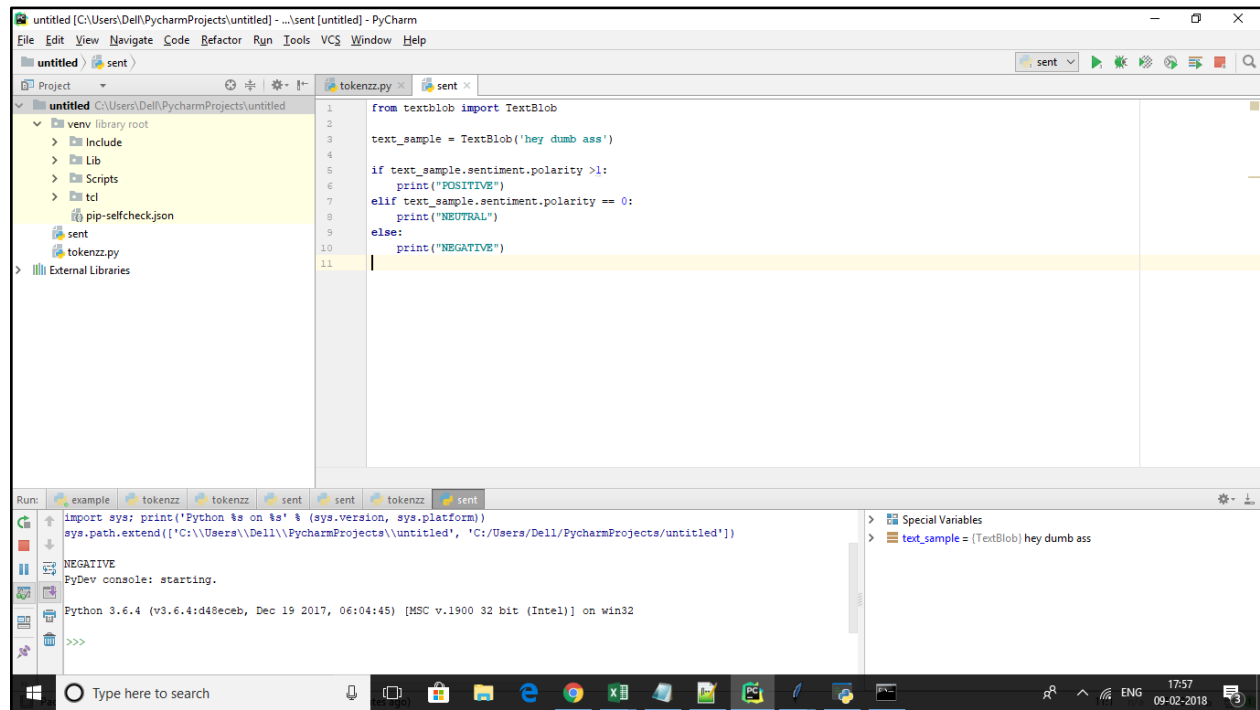 untitled [C:\Users\Dell\PycharmProjects\untitled] - ...\sent [untitled] - PyCharm
File Edit View Navigate Code Refactor Run Tools VCS Window Help
untitled sent
sent
Project
tokenzz.py
sent
untitled C:\Users\Dell\PycharmProjects\untitled
venv library root
Include
Lib
Scripts
tcl
pip-selfcheck.json
sent
tokenzz.py
External Libraries
1 from textblob import TextBlob
2
3 text_sample = TextBlob('hey dumb ass')
4
5 if text_sample.sentiment.polarity >1:
6 print("POSITIVE")
7 elif text_sample.sentiment.polarity == 0:
8 print("NEUTRAL")
9 else:
10 print("NEGATIVE")
11
Run: example tokenzz tokenzz sent sent tokenzz sent
import sys; print('Python %s on %s' % (sys.version, sys.platform))
sys.path.extend(['C:\\Users\\Dell\\PycharmProjects\\untitled', 'C:/Users/Dell/PycharmProjects/untitled'])
NEGATIVE
PyDev console: starting.
Python 3.6.4 (v3.6.4:d48eceb, Dec 19 2017, 06:04:45) [MSC v.1900 32 bit (Intel)] on win32
>>>
Special Variables
text_sample = {TextBlob} hey dumb ass
Type here to search
ENG
17:57
09-02-2018
3